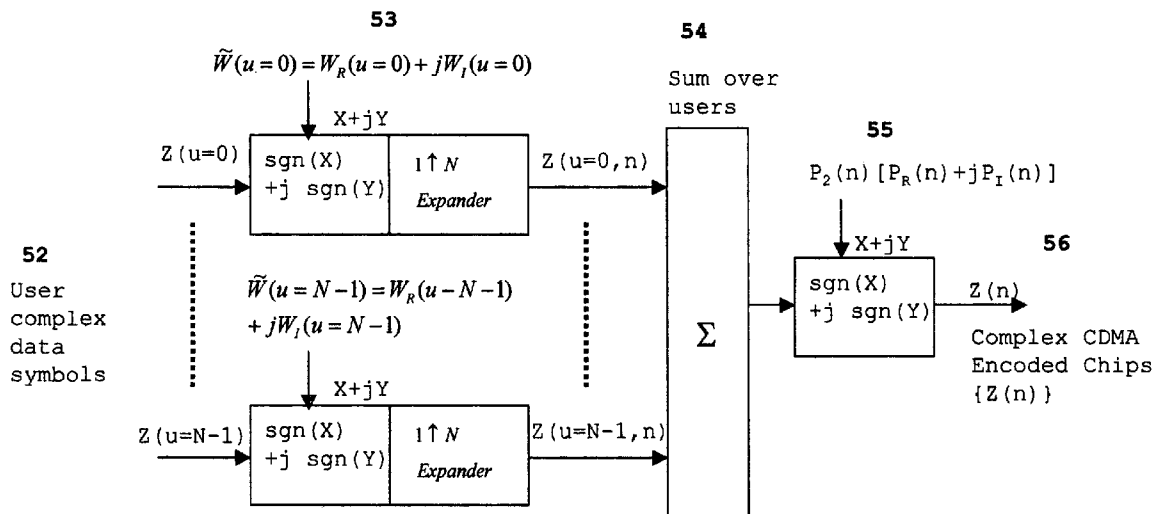 53
W̃(u=0)=W_R(u=0)+jW_I(u=0)
54
Sum over
users
X+jY
Z(u=0)
sgn(X)
+j sgn(Y)
1↑N
Expander
Z(u=0,n)
55
P₂(n)[P_R(n)+jP_I(n)]
52
User
complex
data
symbols
W̃(u=N-1)=W_R(u-N-1)
+jW_I(u=N-1)
Σ
X+jY
sgn(X)
+j sgn(Y)
56
Z(n)
Complex CDMA
Encoded Chips
{Z(n)}
X+jY
Z(u=N-1)
sgn(X)
+j sgn(Y)
1↑N
Expander
Z(u=N-1,n)